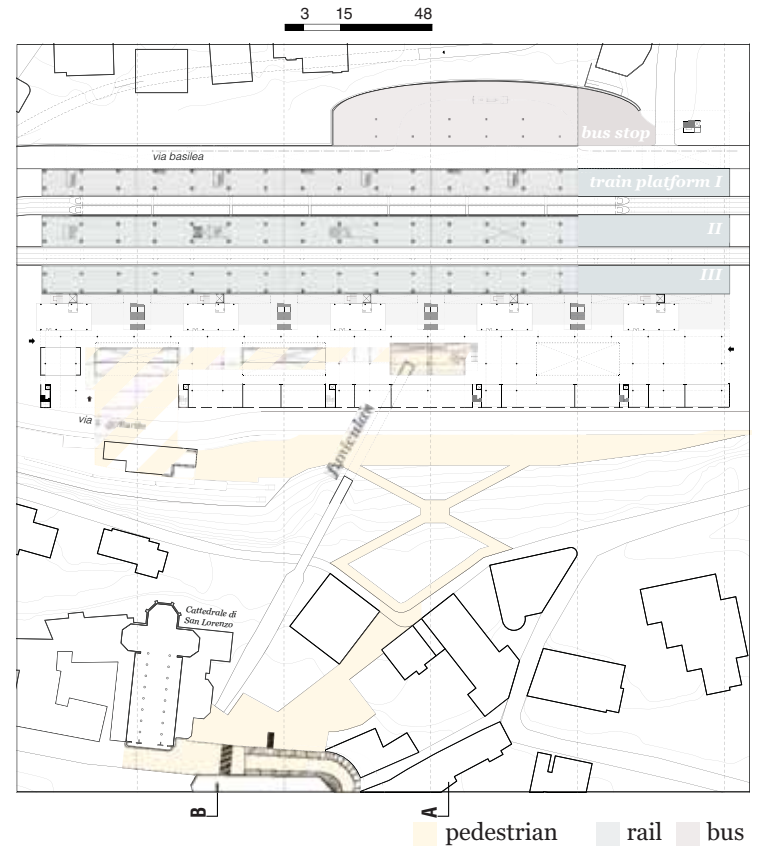 3 15 48
bus stop
via basilea
train platform I
II
III
via
funicular
Cattedrale di
San Lorenzo
B
A
pedestrian rail bus